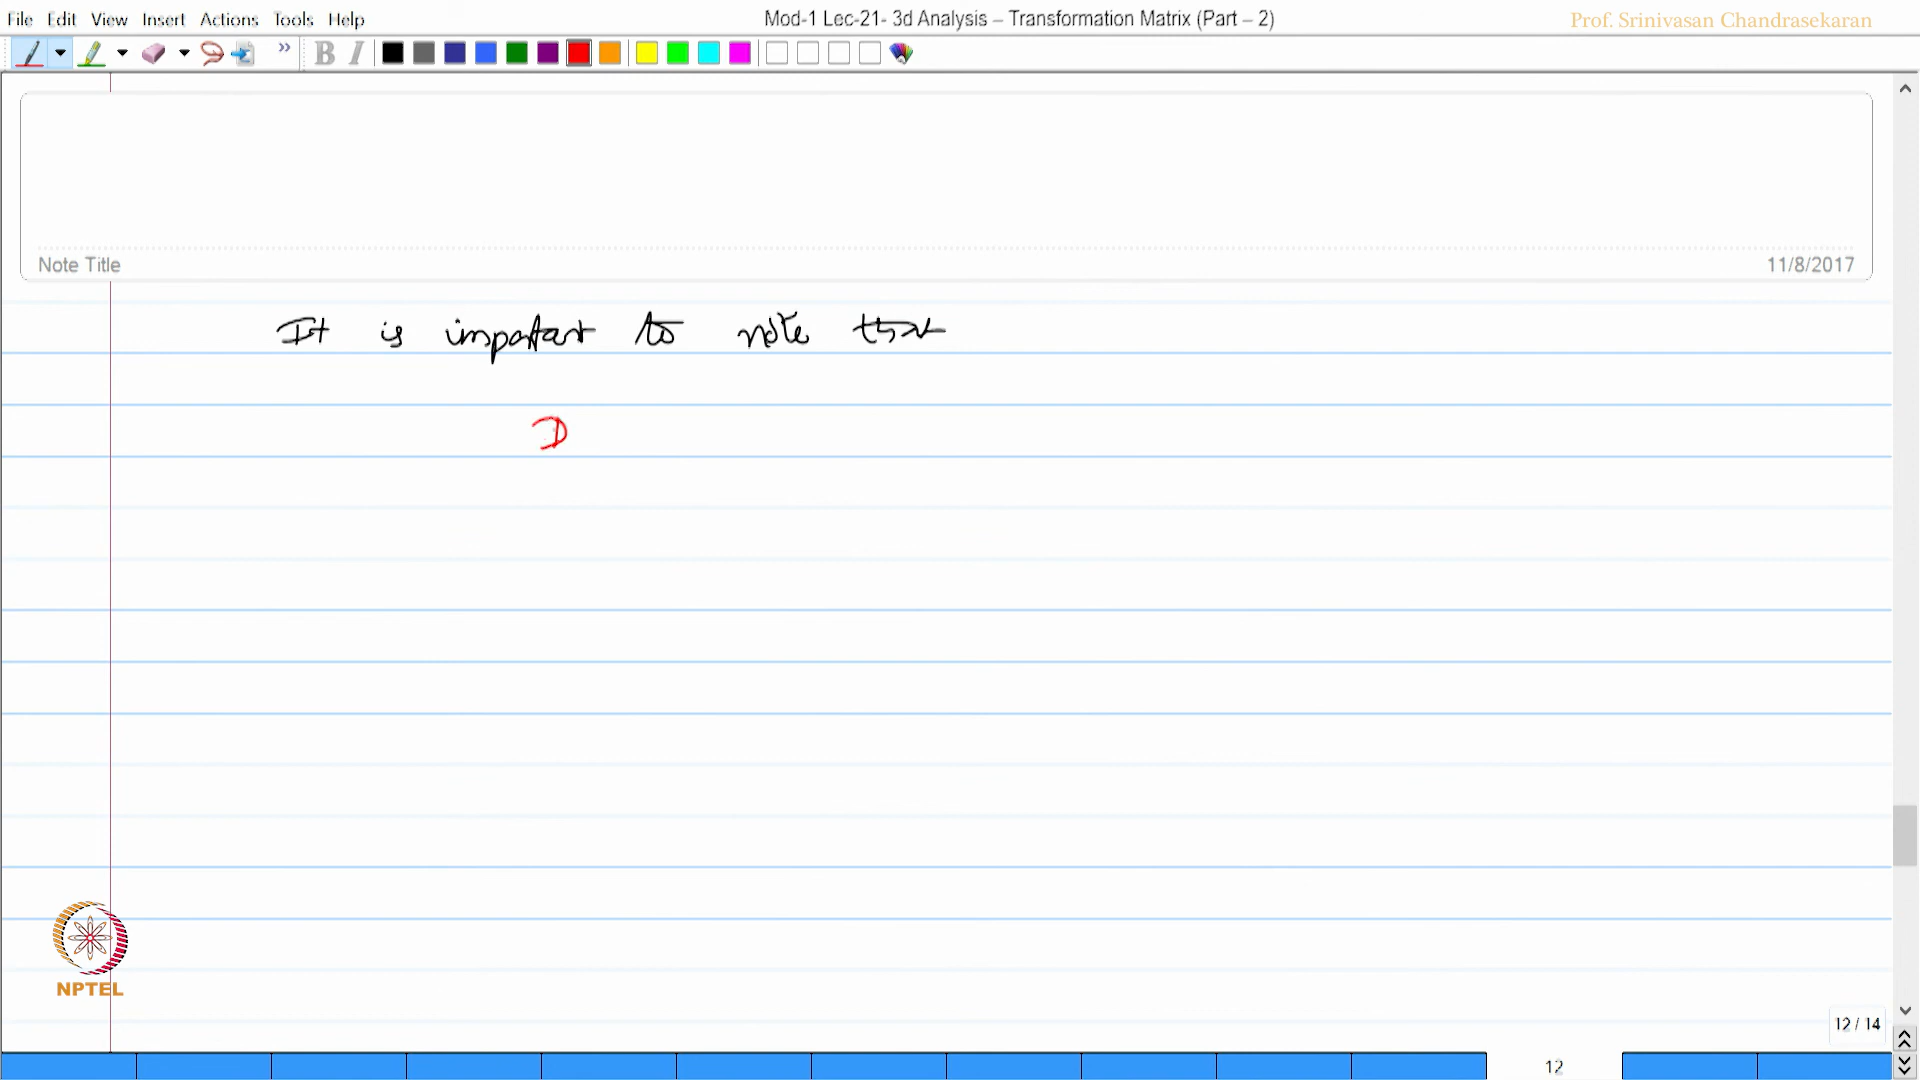 File Edit View Insert Actions Tools Help
Mod-1 Lec-21- 3d Analysis – Transformation Matrix (Part – 2)
Prof. Srinivasan Chandrasekaran
» B I
Note Title
11/8/2017
It is important to note that
D
NPTEL
12 / 14
12